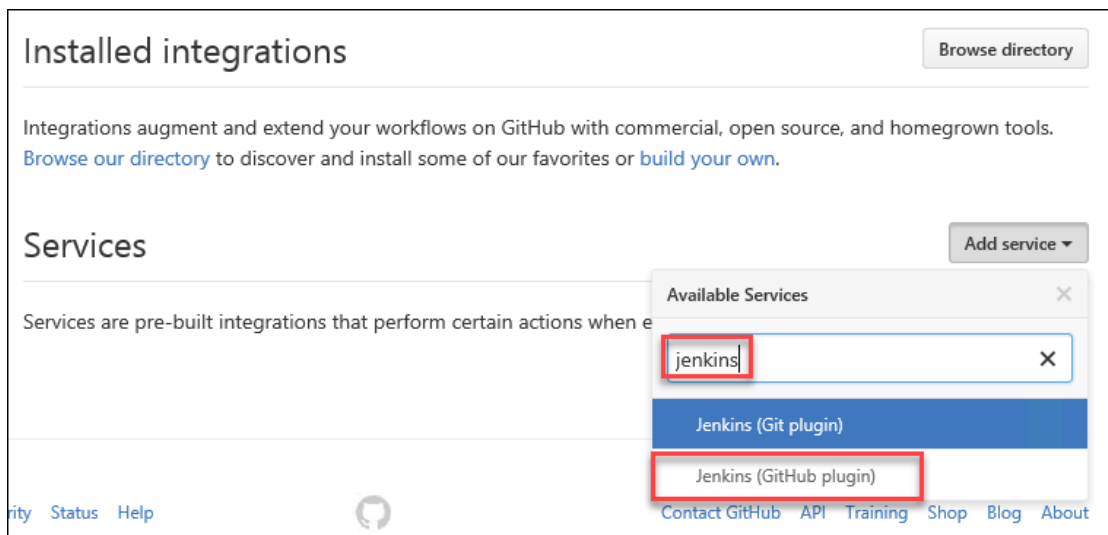 Installed integrations
Browse directory
Integrations augment and extend your workflows on GitHub with commercial, open source, and homegrown tools.
Browse our directory to discover and install some of our favorites or build your own.
Services
Add service
Available Services
Services are pre-built integrations that perform certain actions when e
jenkins
Jenkins (Git plugin)
Jenkins (GitHub plugin)
rity Status Help Contact GitHub API Training Shop Blog About